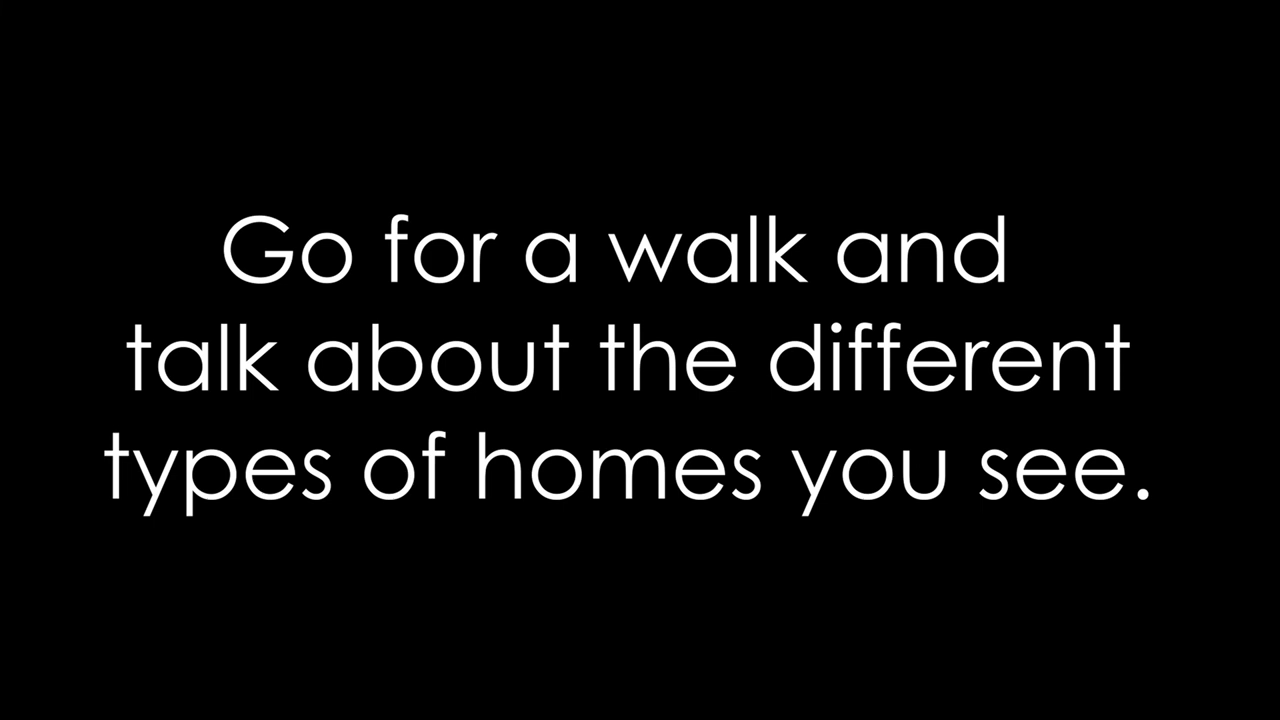 Go for a walk and
talk about the different
types of homes you see.